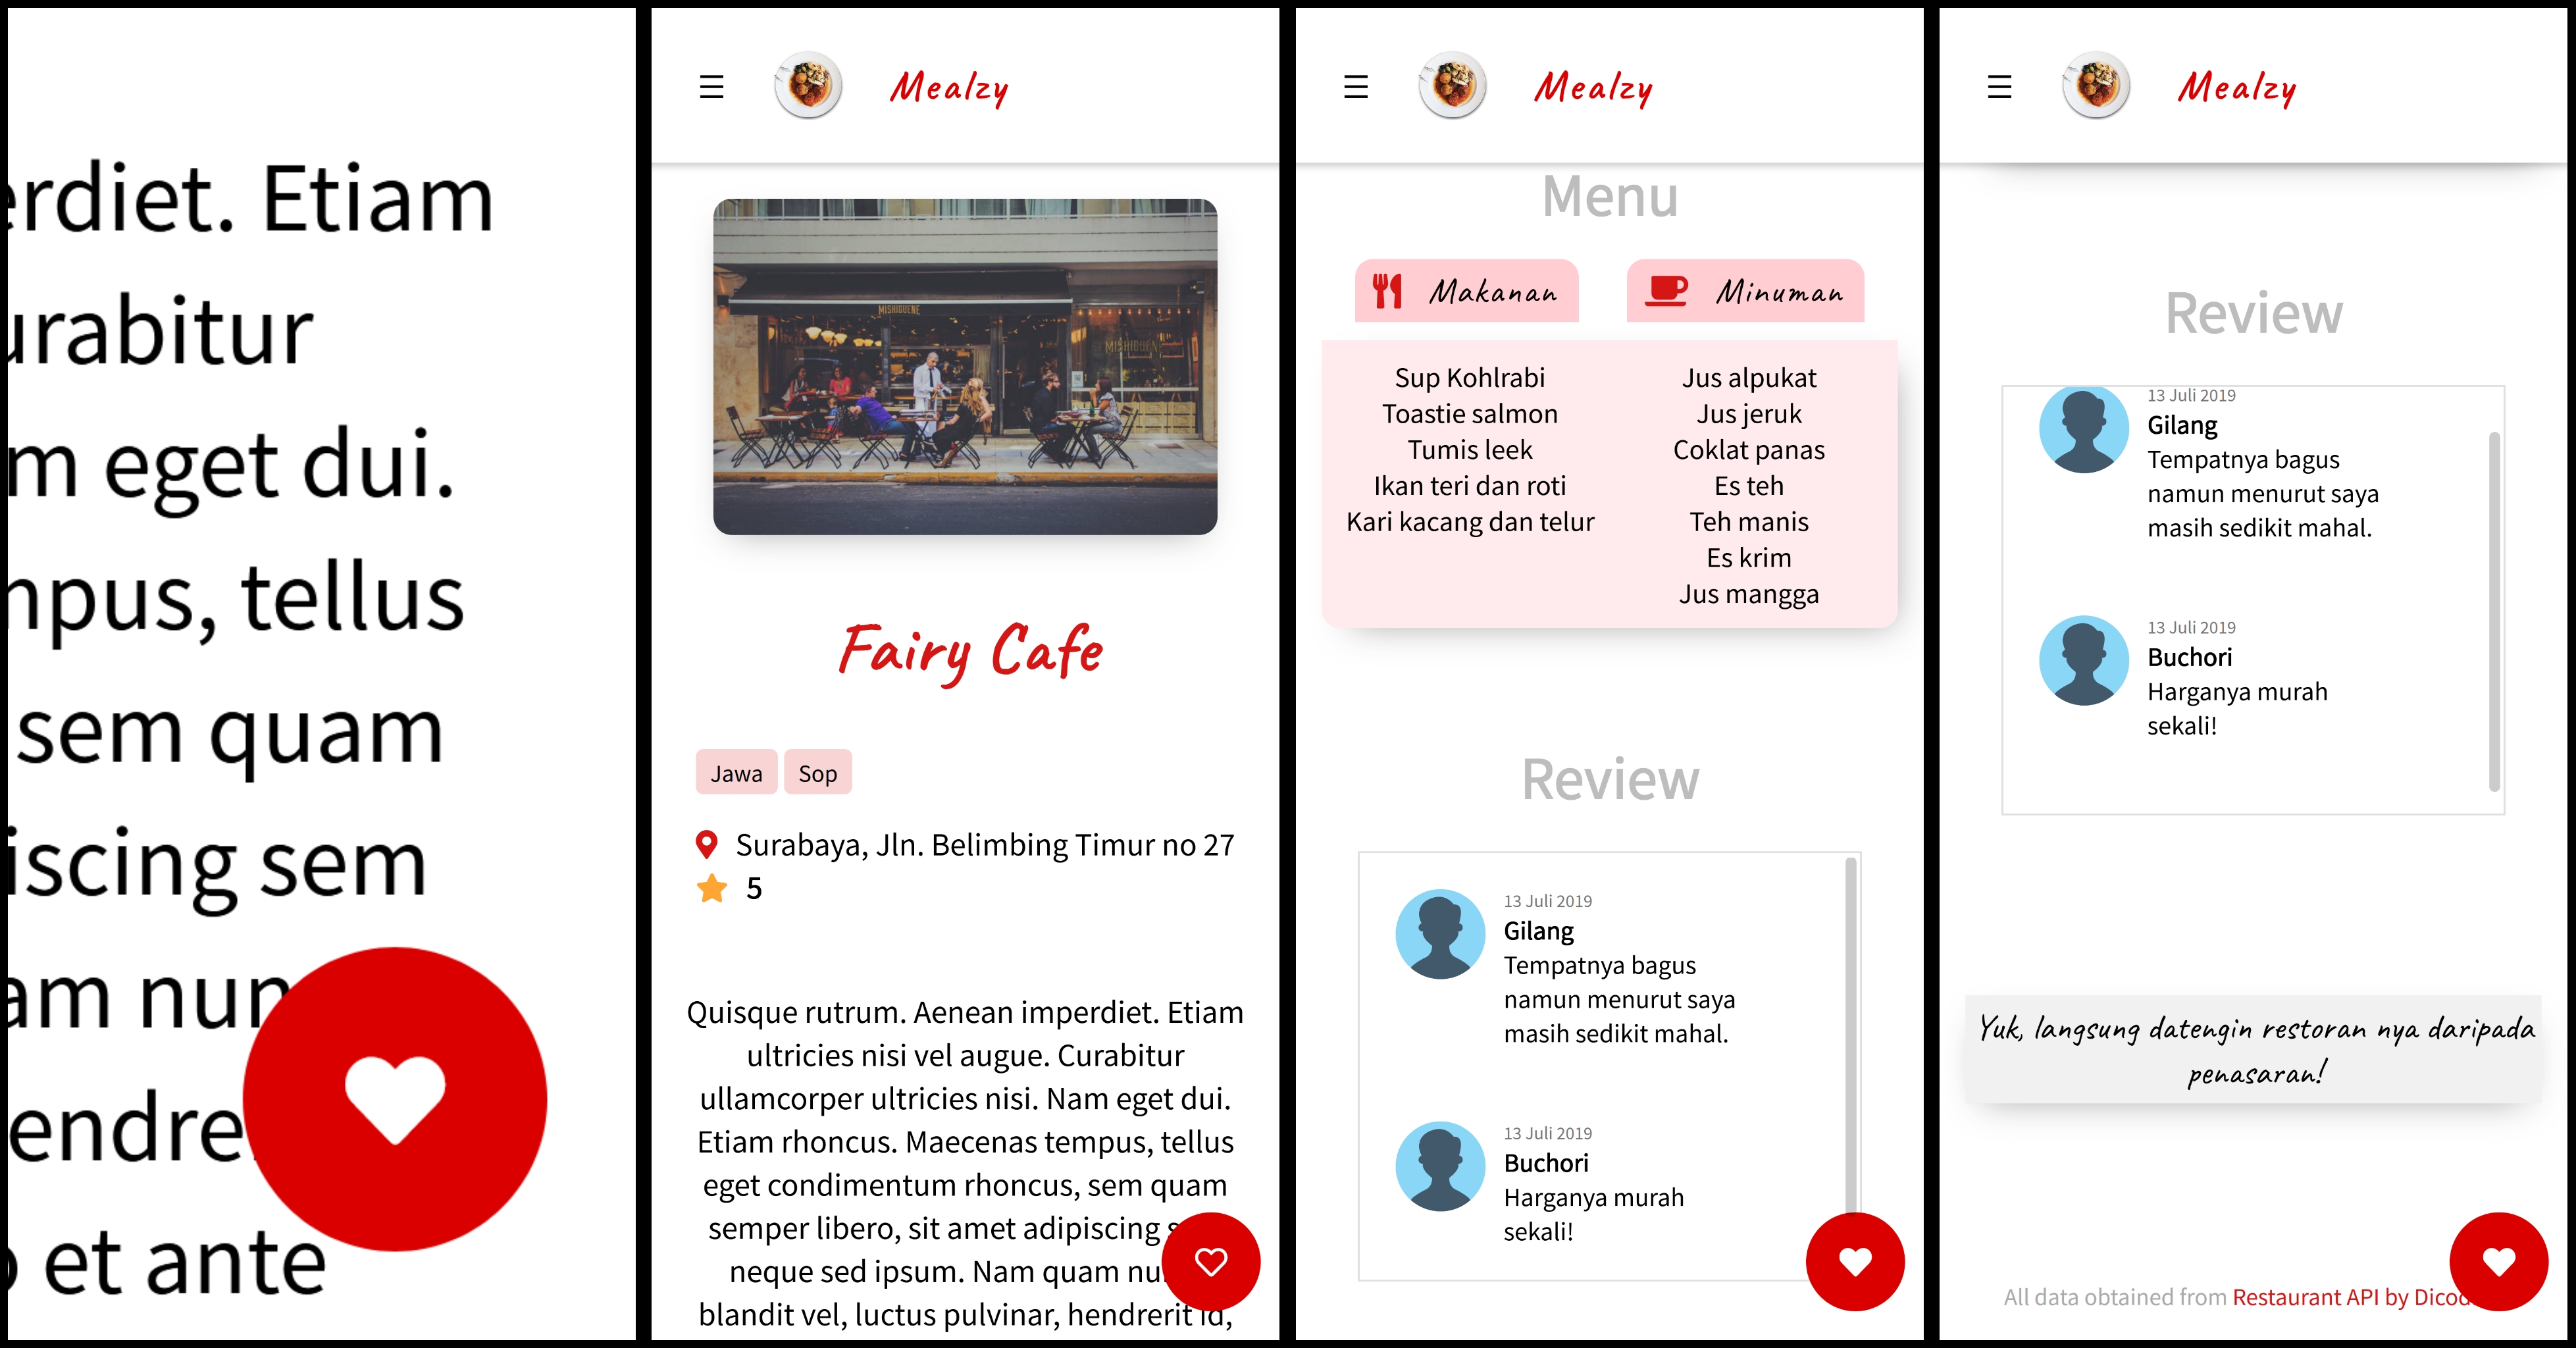 erdiet. Etiam
urabitur
m eget dui.
mpus, tellus
sem quam
iscing sem
am nun
endre
et ante
Mealzy
MISHIGUENE
MISHIGUENE
Fairy Cafe
Jawa Sop
Surabaya, Jln. Belimbing Timur no 27
5
Quisque rutrum. Aenean imperdiet. Etiam
ultricies nisi vel augue. Curabitur
ullamcorper ultricies nisi. Nam eget dui.
Etiam rhoncus. Maecenas tempus, tellus
eget condimentum rhoncus, sem quam
semper libero, sit amet adipiscing s
neque sed ipsum. Nam quam nu
blandit vel, luctus pulvinar, hendrerit id,
Mealzy
Menu
Makanan Minuman
Sup Kohlrabi
Toastie salmon
Tumis leek
Ikan teri dan roti
Kari kacang dan telur
Jus alpukat
Jus jeruk
Coklat panas
Es teh
Teh manis
Es krim
Jus mangga
Review
13 Juli 2019
Gilang
Tempatnya bagus
namun menurut saya
masih sedikit mahal.
13 Juli 2019
Buchori
Harganya murah
sekali!
Mealzy
Review
13 Juli 2019
Gilang
Tempatnya bagus
namun menurut saya
masih sedikit mahal.
13 Juli 2019
Buchori
Harganya murah
sekali!
Yuk, langsung datengin restoran nya daripada
penasaran!
All data obtained from Restaurant API by Dicod